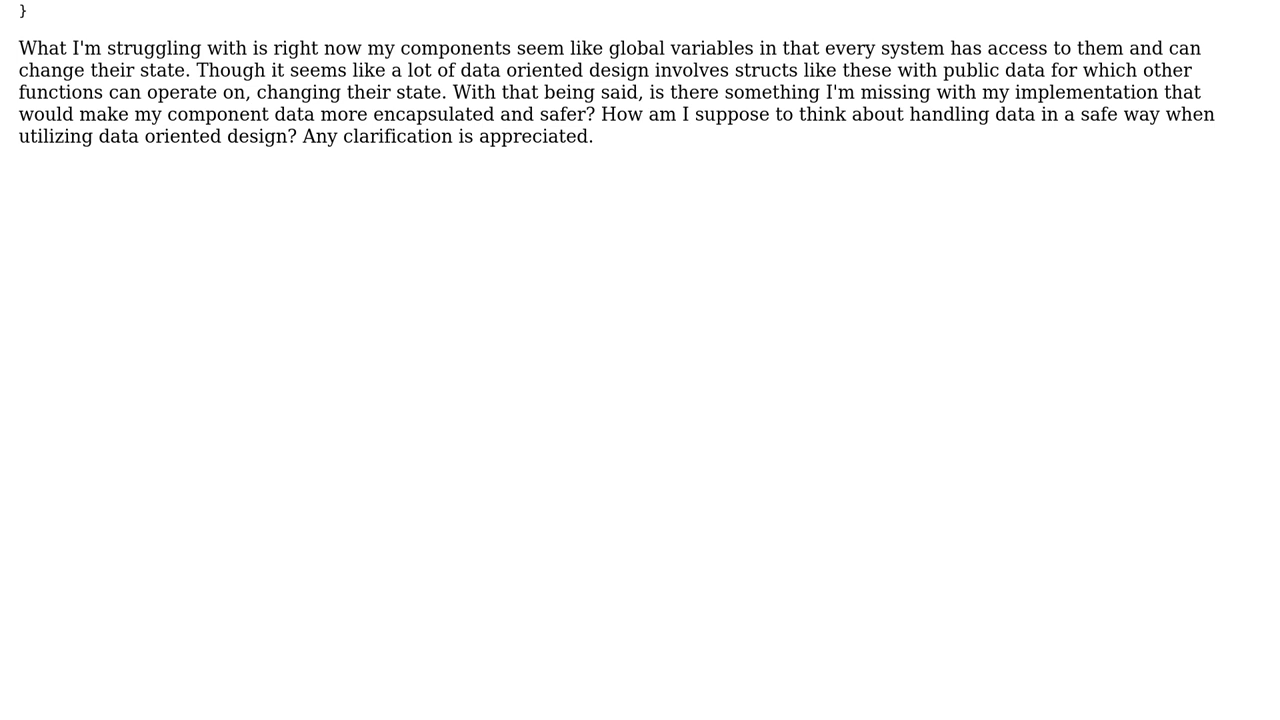 }
What I'm struggling with is right now my components seem like global variables in that every system has access to them and can
change their state. Though it seems like a lot of data oriented design involves structs like these with public data for which other
functions can operate on, changing their state. With that being said, is there something I'm missing with my implementation that
would make my component data more encapsulated and safer? How am I suppose to think about handling data in a safe way when
utilizing data oriented design? Any clarification is appreciated.